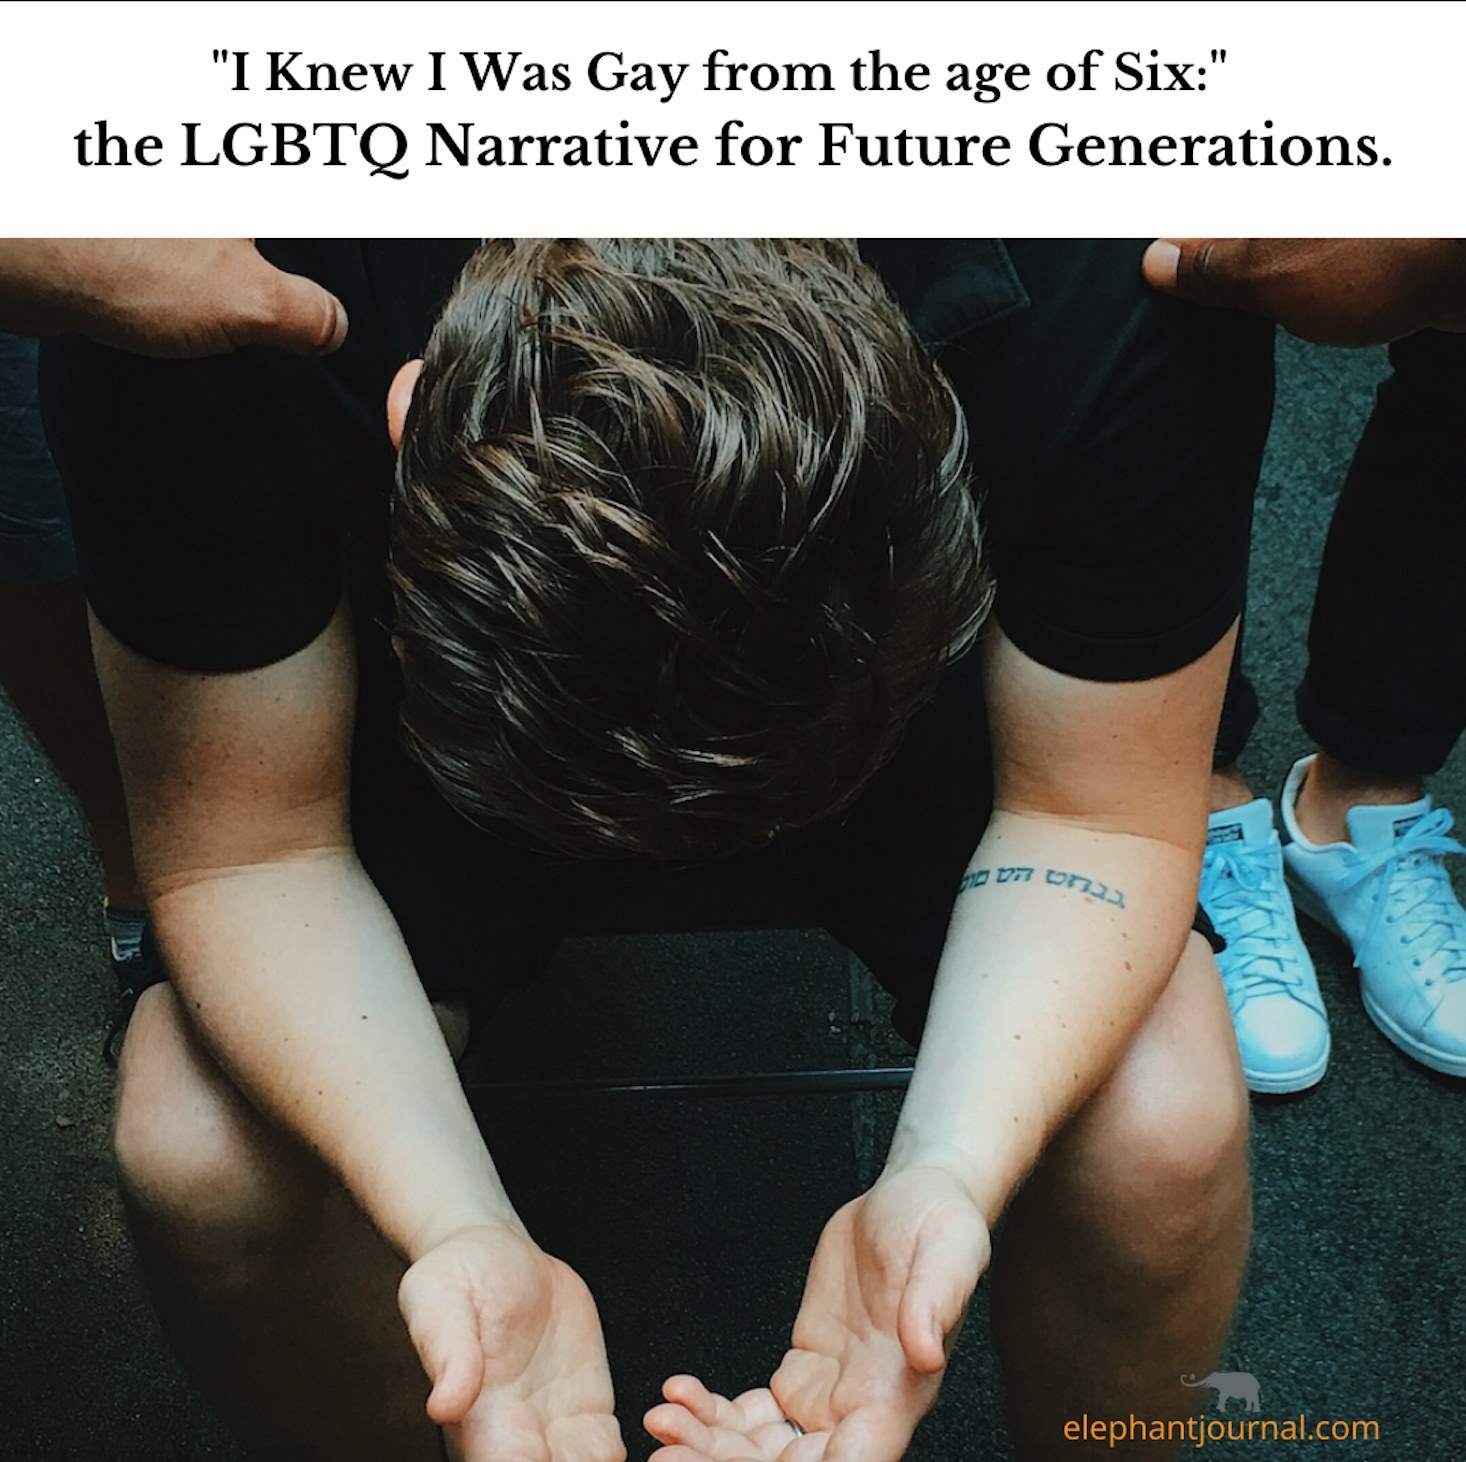 "I Knew I Was Gay from the age of Six:"
the LGBTQ Narrative for Future Generations.
elephantjournal.com